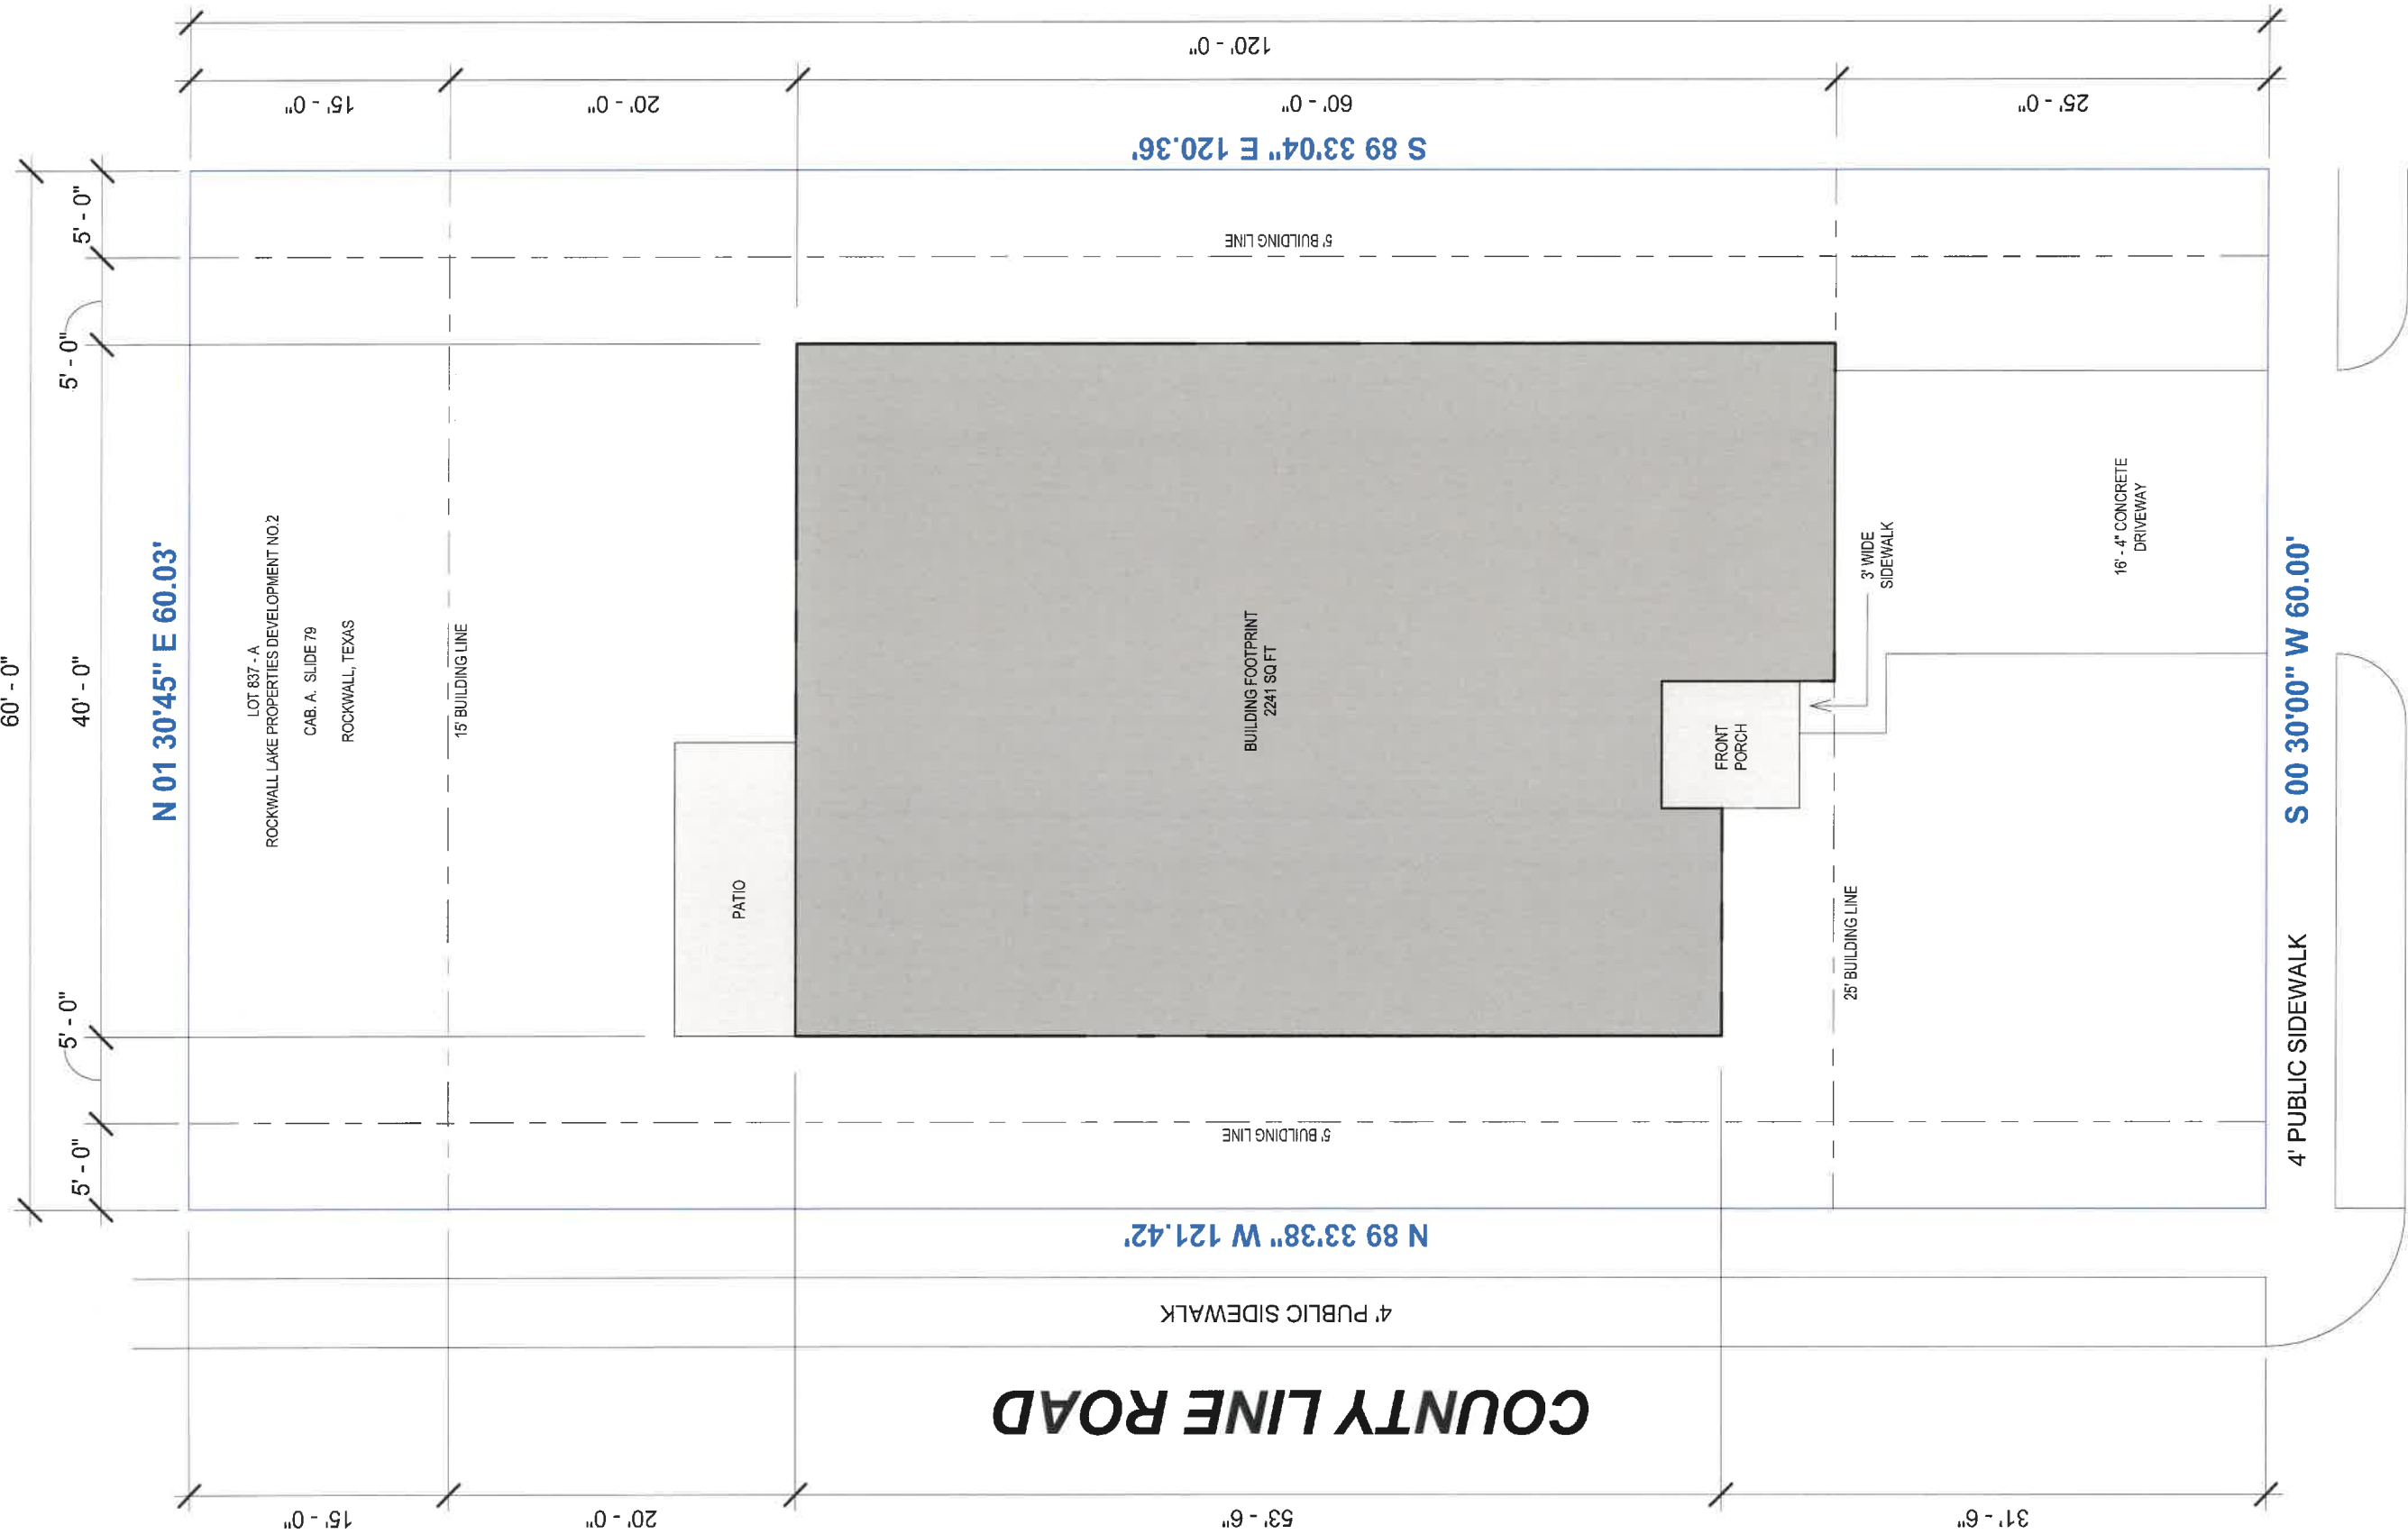 120' - 0"
15' - 0"
20' - 0"
60' - 0"
25' - 0"
S 89 33'04" E 120.36'
60' - 0"
5' - 0"
5' - 0"
40' - 0"
5' - 0"
5' - 0"
N 01 30'45" E 60.03'
LOT 837 - A
ROCKWALL LAKE PROPERTIES DEVELOPMENT NO.2
CAB. A. SLIDE 79
ROCKWALL, TEXAS
15' BUILDING LINE
5' BUILDING LINE
PATIO
BUILDING FOOTPRINT
2241 SQ FT
FRONT
PORCH
3' WIDE
SIDEWALK
16' - 4" CONCRETE
DRIVEWAY
25' BUILDING LINE
5' BUILDING LINE
S 00 30'00" W 60.00'
4' PUBLIC SIDEWALK
N 89 33'38" W 121.42'
4' PUBLIC SIDEWALK
COUNTY LINE ROAD
15' - 0"
20' - 0"
53' - 6"
31' - 6"